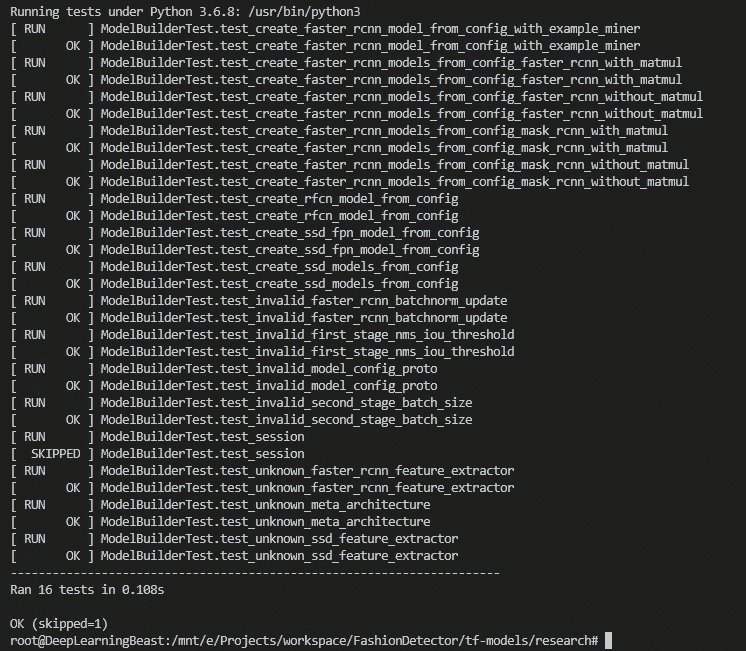 Running tests under Python 3.6.8: /usr/bin/python3
[ RUN      ] ModelBuilderTest.test_create_faster_rcnn_model_from_config_with_example_miner
[       OK ] ModelBuilderTest.test_create_faster_rcnn_model_from_config_with_example_miner
[ RUN      ] ModelBuilderTest.test_create_faster_rcnn_models_from_config_faster_rcnn_with_matmul
[       OK ] ModelBuilderTest.test_create_faster_rcnn_models_from_config_faster_rcnn_with_matmul
[ RUN      ] ModelBuilderTest.test_create_faster_rcnn_models_from_config_faster_rcnn_without_matmul
[       OK ] ModelBuilderTest.test_create_faster_rcnn_models_from_config_faster_rcnn_without_matmul
[ RUN      ] ModelBuilderTest.test_create_faster_rcnn_models_from_config_mask_rcnn_with_matmul
[       OK ] ModelBuilderTest.test_create_faster_rcnn_models_from_config_mask_rcnn_with_matmul
[ RUN      ] ModelBuilderTest.test_create_faster_rcnn_models_from_config_mask_rcnn_without_matmul
[       OK ] ModelBuilderTest.test_create_faster_rcnn_models_from_config_mask_rcnn_without_matmul
[ RUN      ] ModelBuilderTest.test_create_rfcn_model_from_config
[       OK ] ModelBuilderTest.test_create_rfcn_model_from_config
[ RUN      ] ModelBuilderTest.test_create_ssd_fpn_model_from_config
[       OK ] ModelBuilderTest.test_create_ssd_fpn_model_from_config
[ RUN      ] ModelBuilderTest.test_create_ssd_models_from_config
[       OK ] ModelBuilderTest.test_create_ssd_models_from_config
[ RUN      ] ModelBuilderTest.test_invalid_faster_rcnn_batchnorm_update
[       OK ] ModelBuilderTest.test_invalid_faster_rcnn_batchnorm_update
[ RUN      ] ModelBuilderTest.test_invalid_first_stage_nms_iou_threshold
[       OK ] ModelBuilderTest.test_invalid_first_stage_nms_iou_threshold
[ RUN      ] ModelBuilderTest.test_invalid_model_config_proto
[       OK ] ModelBuilderTest.test_invalid_model_config_proto
[ RUN      ] ModelBuilderTest.test_invalid_second_stage_batch_size
[       OK ] ModelBuilderTest.test_invalid_second_stage_batch_size
[ RUN      ] ModelBuilderTest.test_session
[  SKIPPED ] ModelBuilderTest.test_session
[ RUN      ] ModelBuilderTest.test_unknown_faster_rcnn_feature_extractor
[       OK ] ModelBuilderTest.test_unknown_faster_rcnn_feature_extractor
[ RUN      ] ModelBuilderTest.test_unknown_meta_architecture
[       OK ] ModelBuilderTest.test_unknown_meta_architecture
[ RUN      ] ModelBuilderTest.test_unknown_ssd_feature_extractor
[       OK ] ModelBuilderTest.test_unknown_ssd_feature_extractor
----------------------------------------------------------------------
Ran 16 tests in 0.108s
OK (skipped=1)
root@DeepLearningBeast:/mnt/e/Projects/workspace/FashionDetector/tf-models/research#